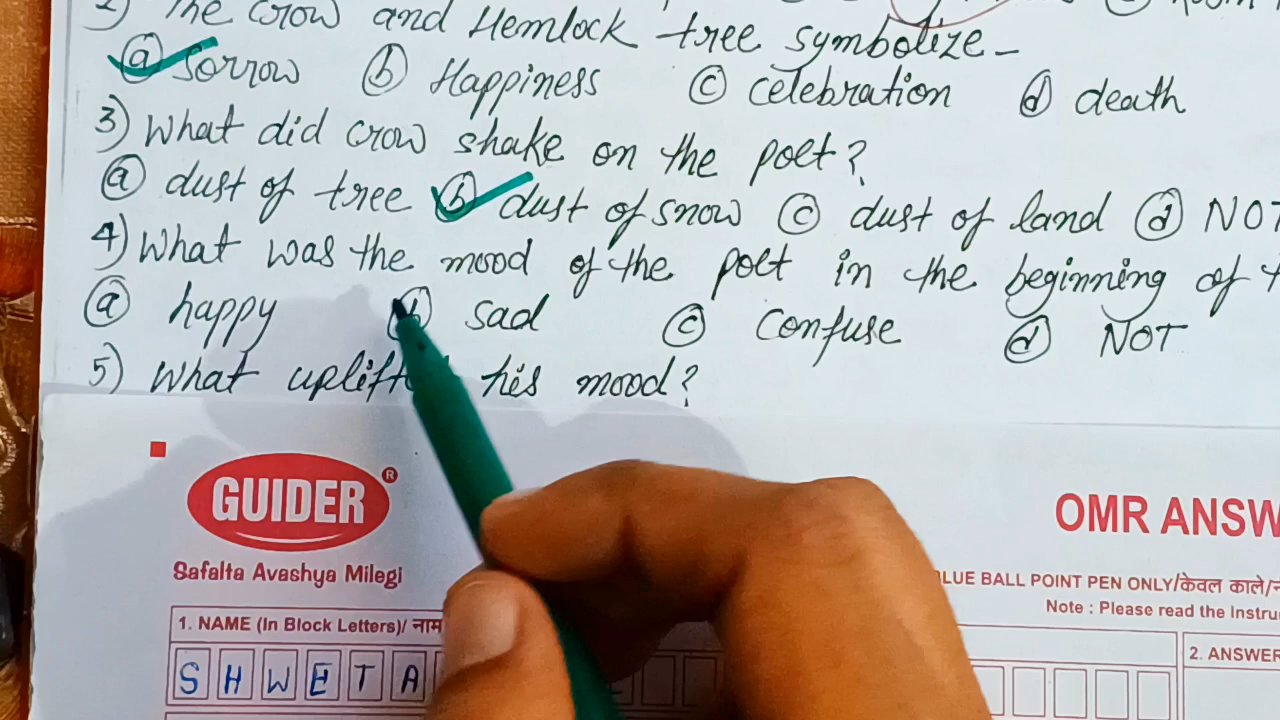 The Crow and Hemlock tree symbolize-
ⓐ Sorrow ⓑ Happiness ⓒ celebration ⓓ death
3) What did crow shake on the poet?
ⓐ dust of tree ⓑ dust of snow ⓒ dust of land ⓓ NOT
4) What was the mood of the poet in the beginning of
ⓐ happy ⓑ sad ⓒ Confuse ⓓ NOT
5) What his mood?
GUIDER®
Safalta Avashya Milegi
OMR ANSW
BALL POINT PEN ONLY/केवल काले/
Note : Please read the Instru
1. NAME (In Block Letters)/ नाम
2. ANSWER
SHWETA